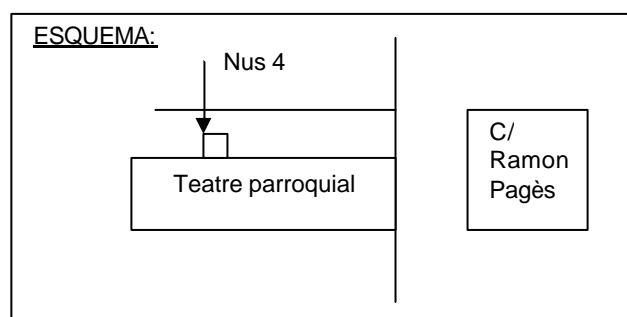 ESQUEMA:
Nus 4
C/
Ramon
Pagès
Teatre parroquial